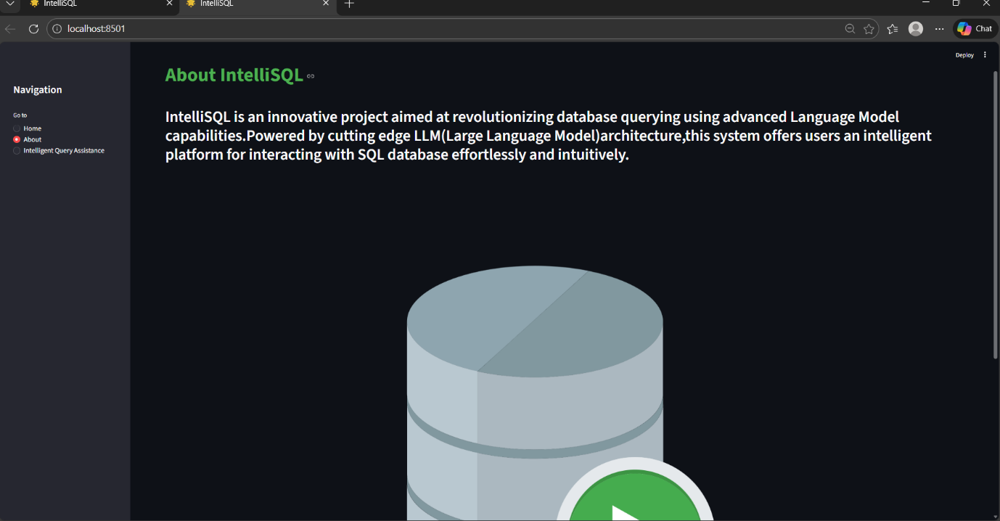 IntelliSQL
IntelliSQL
localhost:8501
Chat
Deploy
Navigation
Go to
Home
About
Intelligent Query Assistance
About IntelliSQL
IntelliSQL is an innovative project aimed at revolutionizing database querying using advanced Language Model
capabilities.Powered by cutting edge LLM(Large Language Model)architecture,this system offers users an intelligent
platform for interacting with SQL database effortlessly and intuitively.